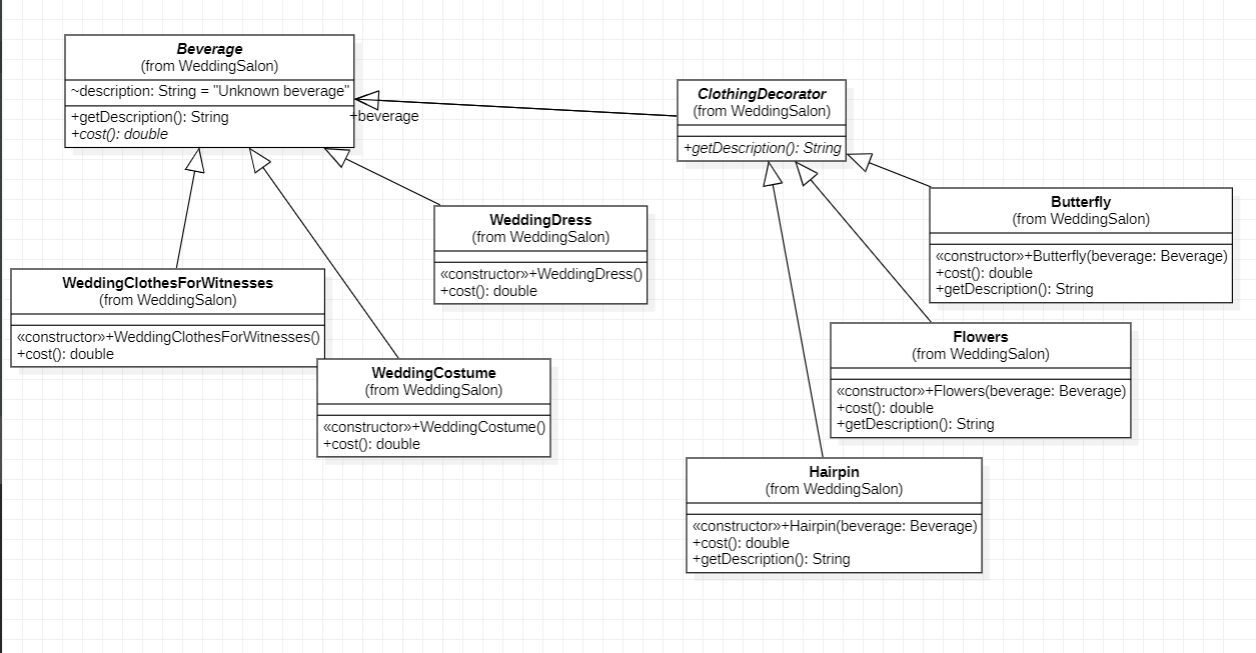 Beverage
(from WeddingSalon)
~description: String = "Unknown beverage"
+getDescription(): String
+cost(): double
+beverage
ClothingDecorator
(from WeddingSalon)
+getDescription(): String
WeddingDress
(from WeddingSalon)
«constructor»+WeddingDress()
+cost(): double
Butterfly
(from WeddingSalon)
«constructor»+Butterfly(beverage: Beverage)
+cost(): double
+getDescription(): String
WeddingClothesForWitnesses
(from WeddingSalon)
«constructor»+WeddingClothesForWitnesses()
+cost(): double
WeddingCostume
(from WeddingSalon)
«constructor»+WeddingCostume()
+cost(): double
Flowers
(from WeddingSalon)
«constructor»+Flowers(beverage: Beverage)
+cost(): double
+getDescription(): String
Hairpin
(from WeddingSalon)
«constructor»+Hairpin(beverage: Beverage)
+cost(): double
+getDescription(): String